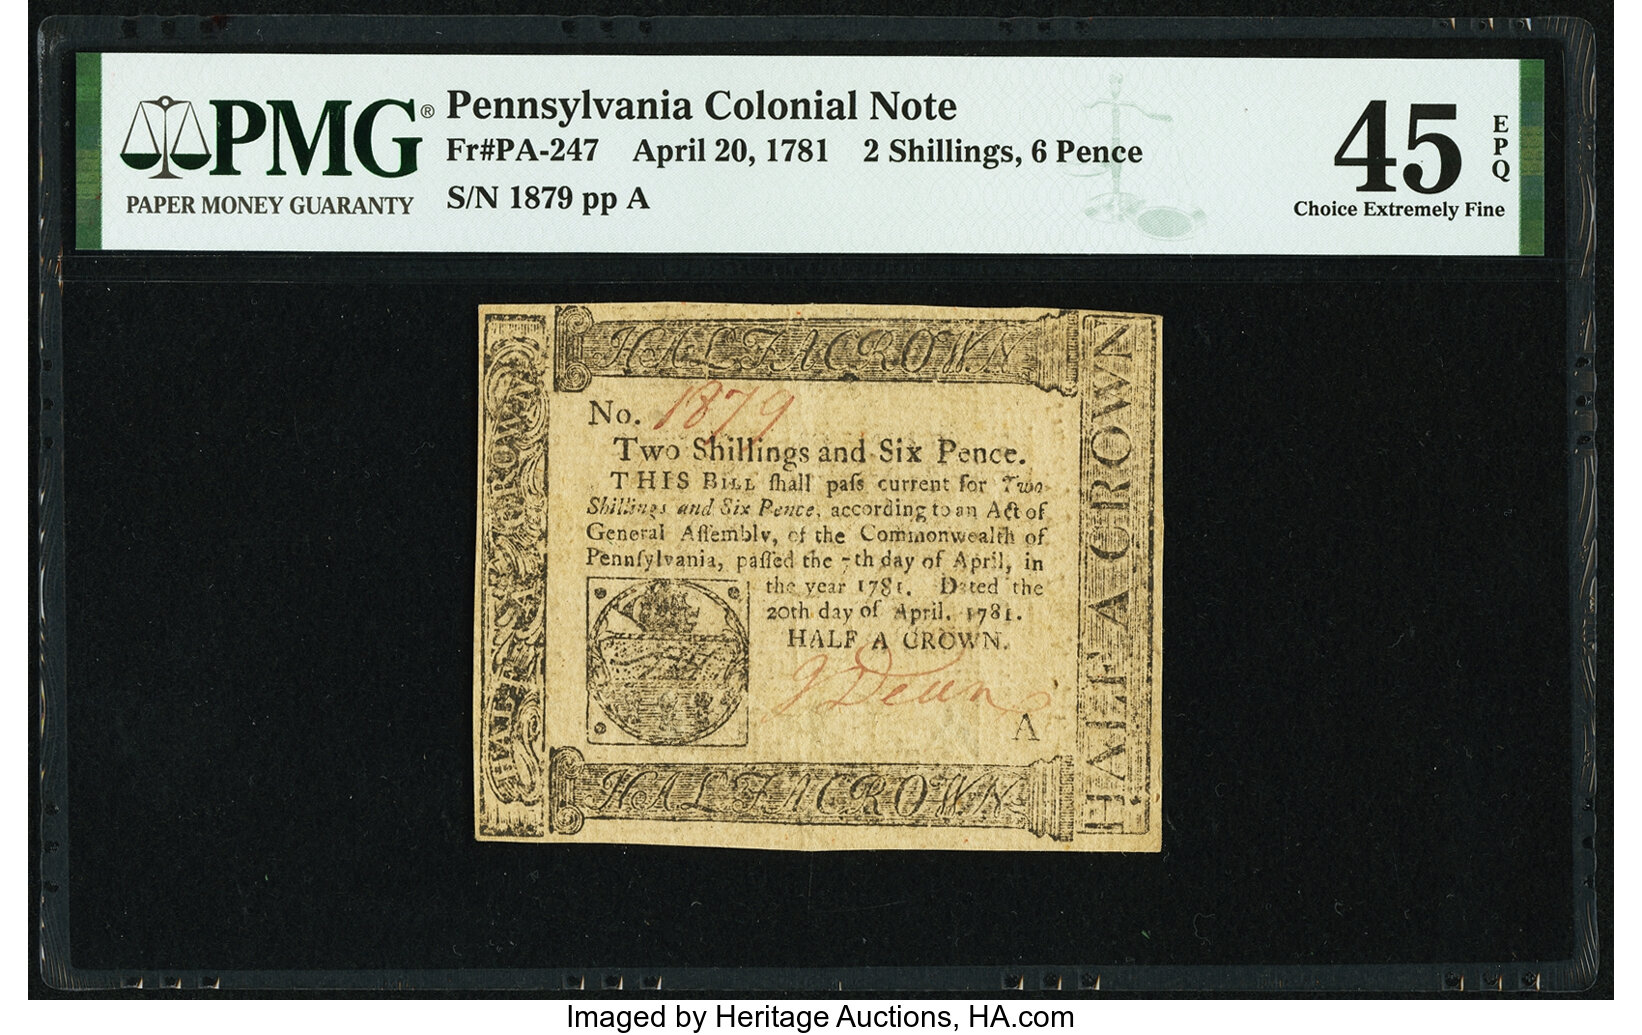 PMG®
PAPER MONEY GUARANTY
Pennsylvania Colonial Note
Fr#PA-247 April 20, 1781 2 Shillings, 6 Pence
S/N 1879 pp A
45
EPQ
Choice Extremely Fine
HALF A CROWN
HALF A CROWN
No. 1879
Two Shillings and Six Pence.
THIS BILL ſhall paſs current for Two
Shillings and Six Pence, according to an Act of
General Aſſembly, of the Commonwealth of
Pennſylvania, paſſed the 7th day of April, in
the year 1781. Dated the
20th day of April, 1781.
HALF A CROWN.
J Dean
A
HALF A CROWN
HALF A CROWN
Imaged by Heritage Auctions, HA.com